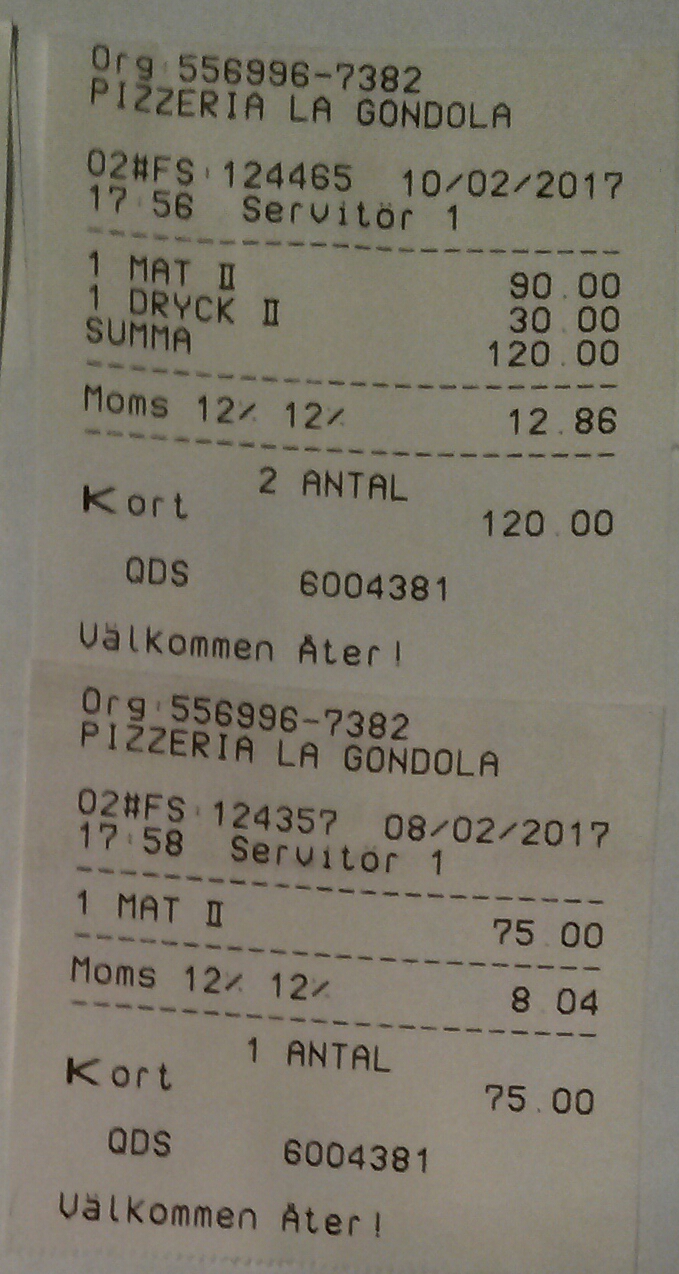 Org:556996-7382
PIZZERIA LA GONDOLA
02#FS:124465 10/02/2017
17:56 Servitör 1
1 MAT II 90.00
1 DRYCK II 30.00
SUMMA 120.00
Moms 12% 12% 12.86
2 ANTAL
Kort 120.00
QDS 6004381
Välkommen Åter!
Org:556996-7382
PIZZERIA LA GONDOLA
02#FS:124357 08/02/2017
17:58 Servitör 1
1 MAT II 75.00
Moms 12% 12% 8.04
1 ANTAL
Kort 75.00
QDS 6004381
Välkommen Åter!